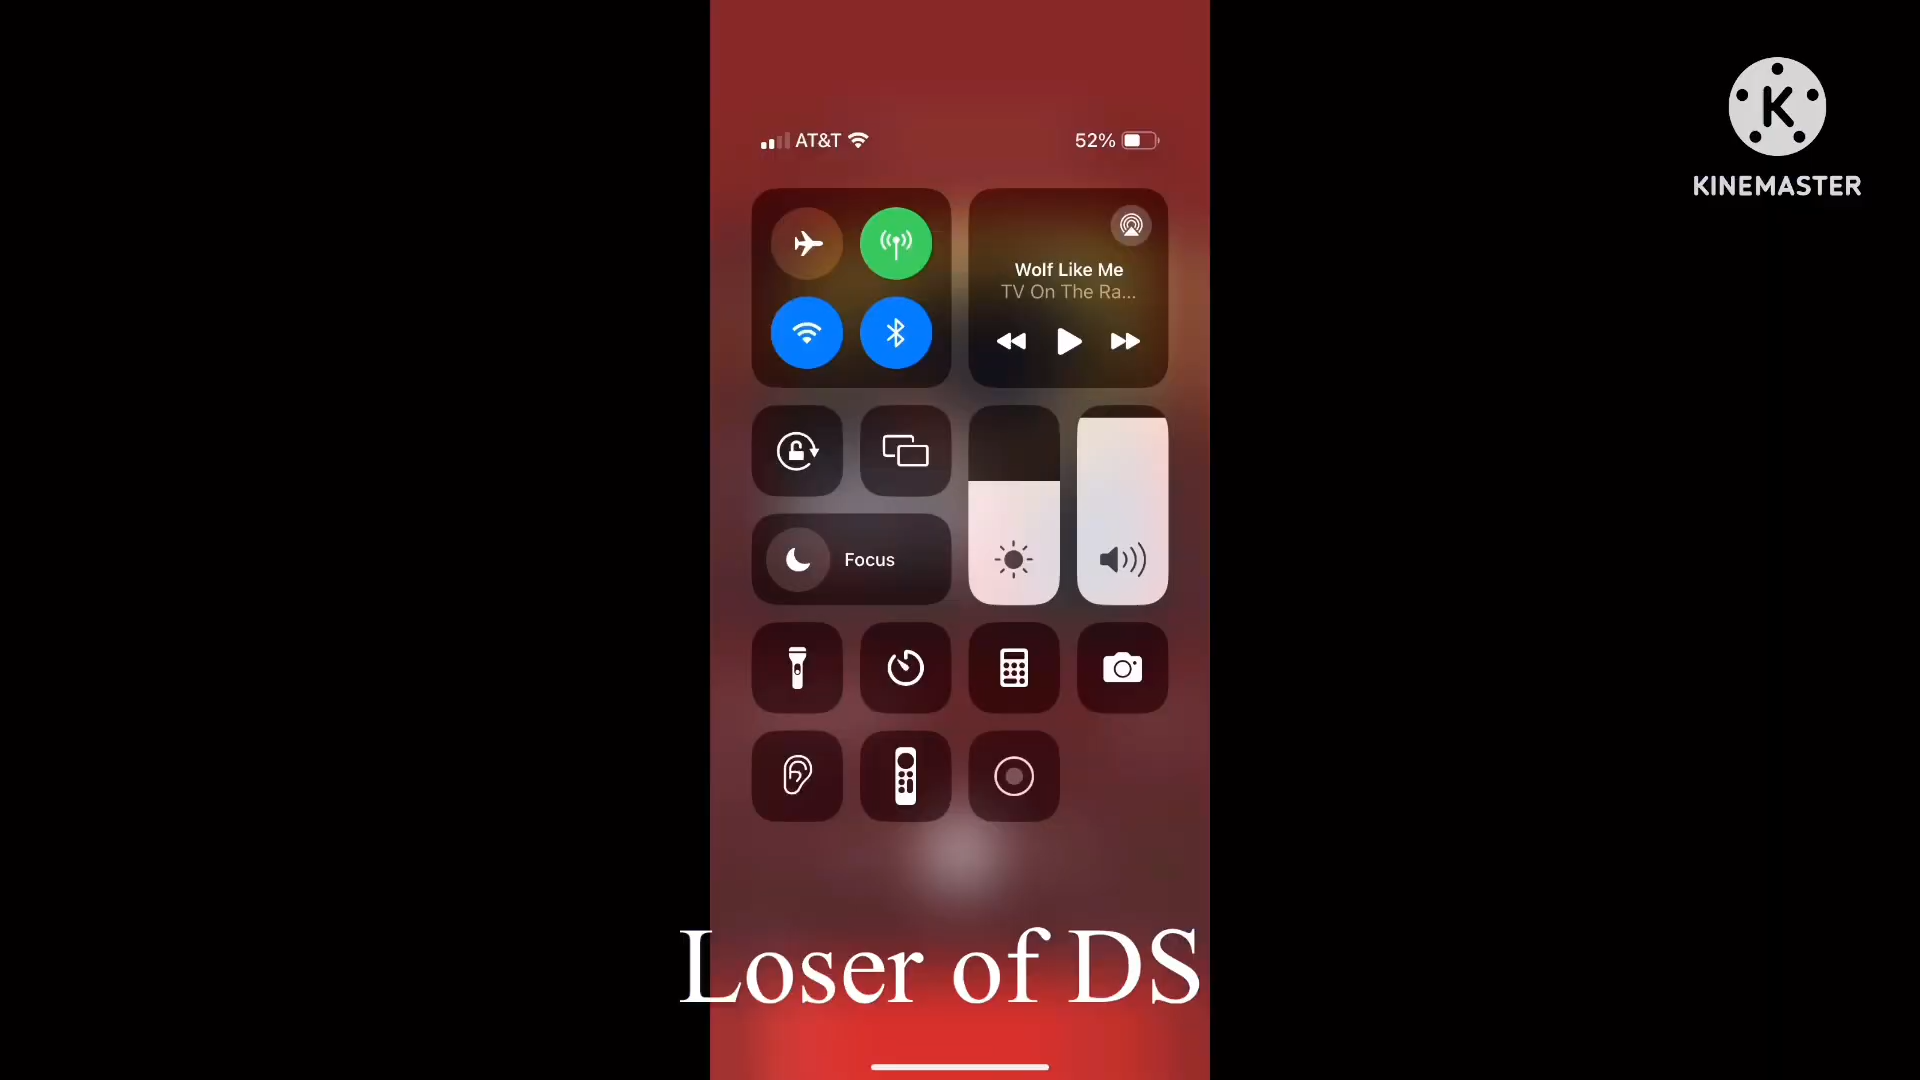 AT&T
52%
KINEMASTER
Wolf Like Me
TV On The Ra...
Focus
Loser of DS